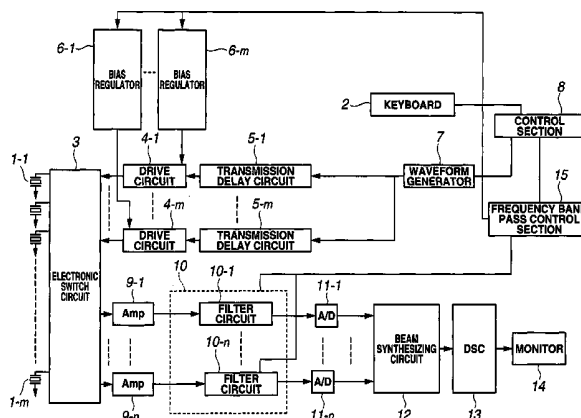 6-1
BIAS REGULATOR
BIAS REGULATOR
6-m
2
KEYBOARD
8
CONTROL SECTION
3
4-1
5-1
7
15
1-1
DRIVE CIRCUIT
TRANSMISSION DELAY CIRCUIT
WAVEFORM GENERATOR
FREQUENCY BAND PASS CONTROL SECTION
4-m
5-m
DRIVE CIRCUIT
TRANSMISSION DELAY CIRCUIT
ELECTRONIC SWITCH CIRCUIT
9-1
10
10-1
11-1
Amp
FILTER CIRCUIT
A/D
BEAM SYNTHESIZING CIRCUIT
DSC
MONITOR
10-n
14
1-m
Amp
FILTER CIRCUIT
A/D
9-n
11-n
12
13